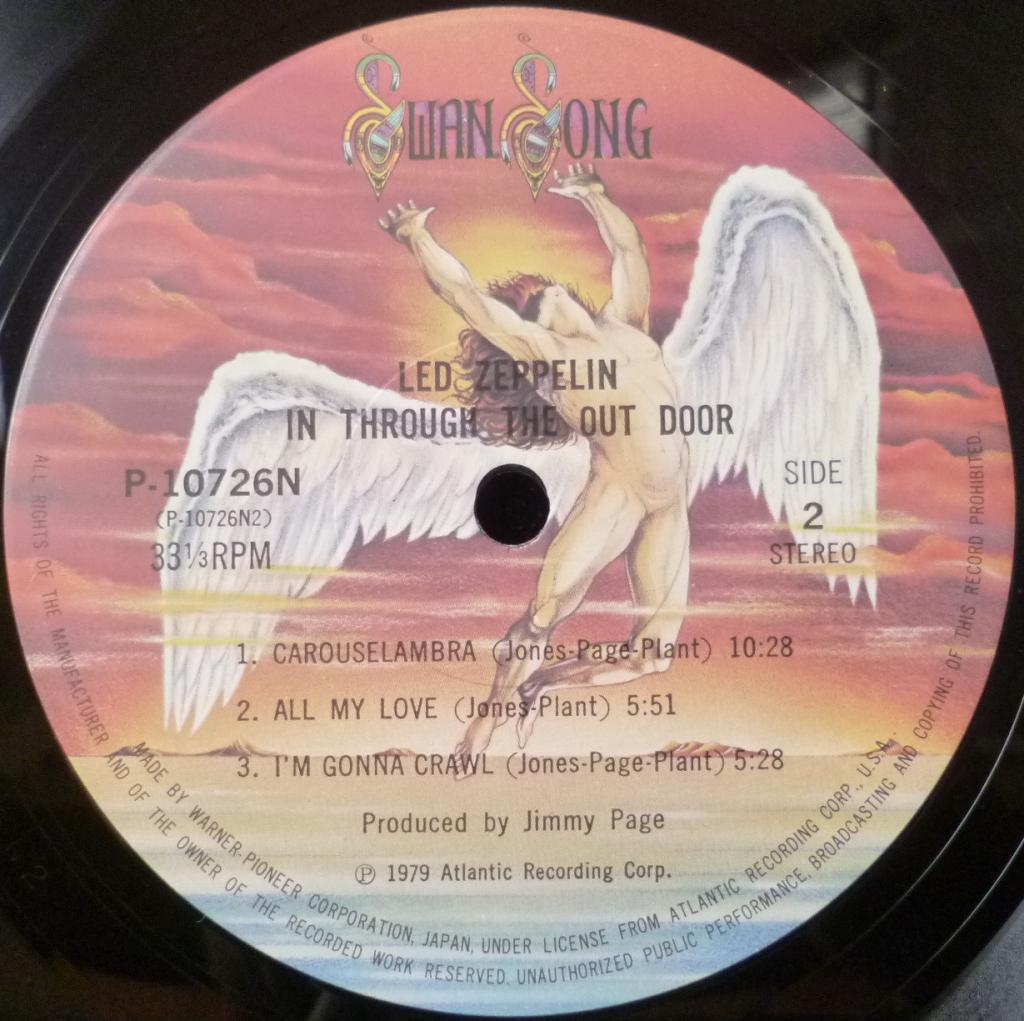 SWAN SONG
LED ZEPPELIN
IN THROUGH THE OUT DOOR
P-10726N
(P-10726N2)
33⅓RPM
SIDE
2
STEREO
1. CAROUSELAMBRA (Jones-Page-Plant) 10:28
2. ALL MY LOVE (Jones-Plant) 5:51
3. I'M GONNA CRAWL (Jones-Page-Plant) 5:28
Produced by Jimmy Page
Ⓟ 1979 Atlantic Recording Corp.
MADE BY WARNER-PIONEER CORPORATION, JAPAN, UNDER LICENSE FROM ATLANTIC RECORDING CORP., U.S.A.
ALL RIGHTS OF THE MANUFACTURER AND OF THE OWNER OF THE RECORDED WORK RESERVED. UNAUTHORIZED PUBLIC PERFORMANCE, BROADCASTING AND COPYING OF THIS RECORD PROHIBITED.